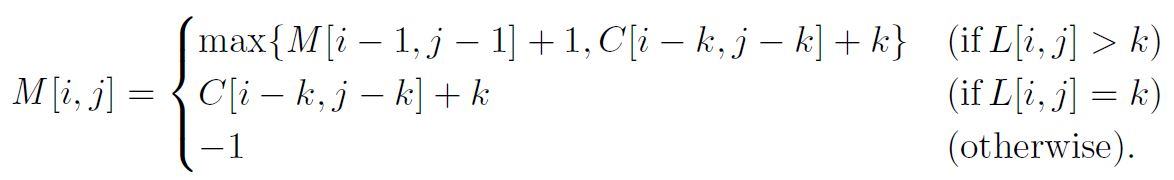 M[i, j] = { max{M[i − 1, j − 1] + 1, C[i − k, j − k] + k} (if L[i, j] > k)
C[i − k, j − k] + k (if L[i, j] = k)
−1 (otherwise).